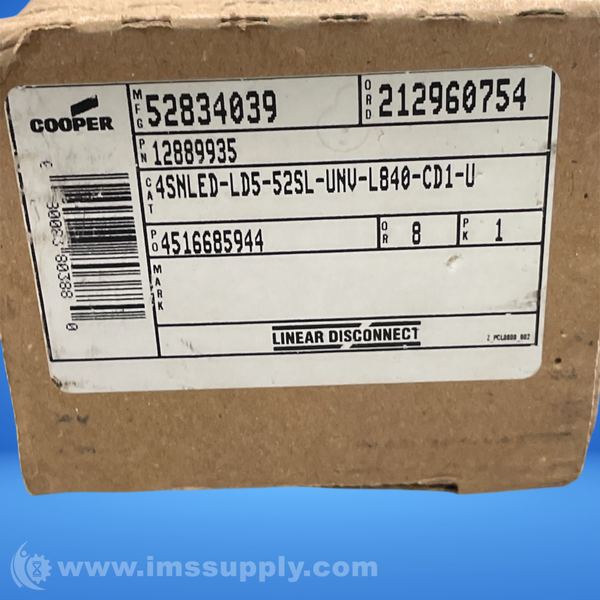 COOPER
MFG 52834039
ORD 212960754
PN 12889935
CAT 4SNLED-LD5-52SL-UNV-L840-CD1-U
PO 4516685944
OR 8
PK 1
MARK
LINEAR DISCONNECT
www.imssupply.com